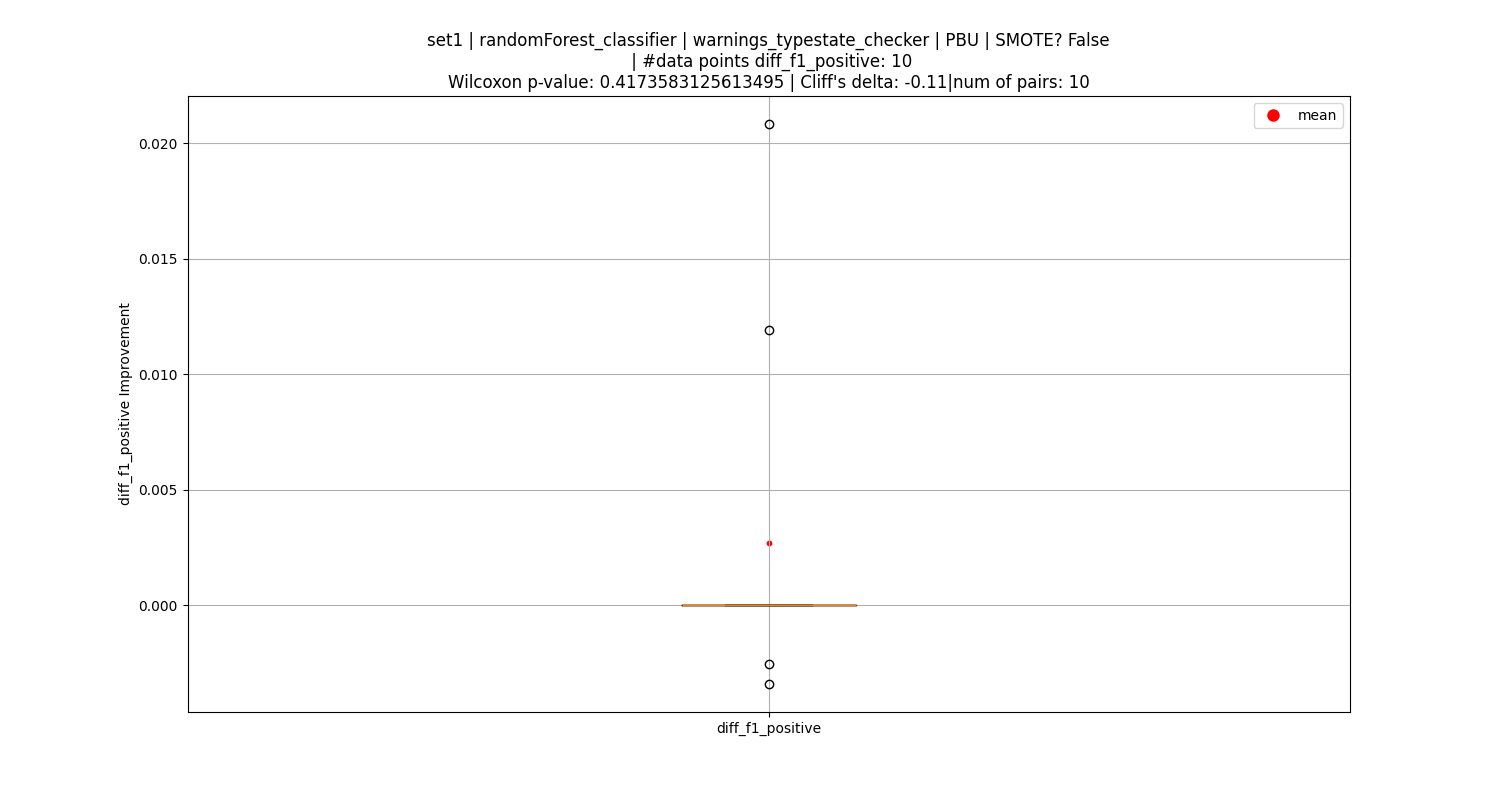 set1 | randomForest_classifier | warnings_typestate_checker | PBU | SMOTE? False
| #data points diff_f1_positive: 10
Wilcoxon p-value: 0.4173583125613495 | Cliff's delta: -0.11|num of pairs: 10
mean
0.020
0.015
0.010
0.005
0.000
diff_f1_positive Improvement
diff_f1_positive